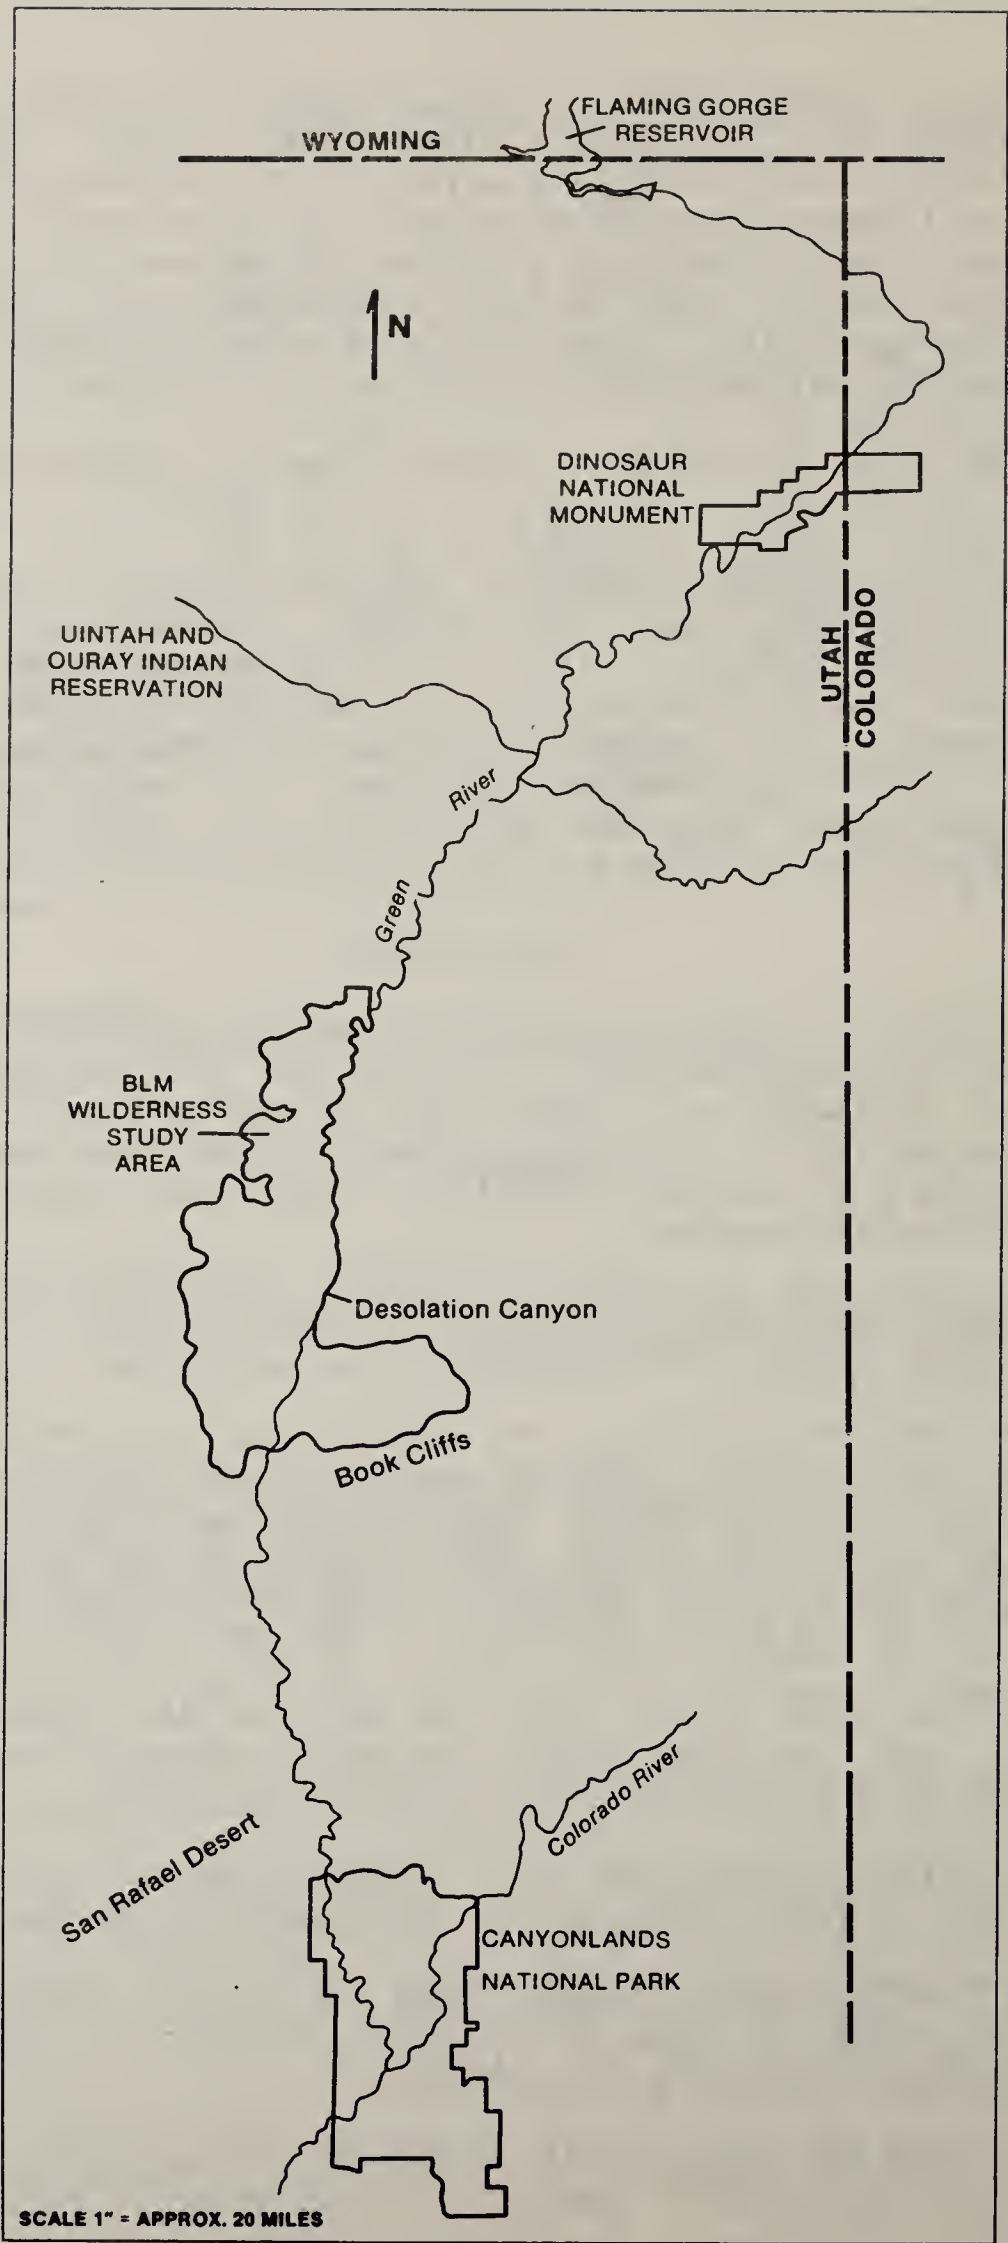 FLAMING GORGE
RESERVOIR
WYOMING
N
DINOSAUR
NATIONAL
MONUMENT
UTAH
COLORADO
UINTAH AND
OURAY INDIAN
RESERVATION
River
Green
BLM
WILDERNESS
STUDY
AREA
Desolation Canyon
Book Cliffs
Colorado River
San Rafael Desert
CANYONLANDS
NATIONAL PARK
SCALE 1" = APPROX. 20 MILES